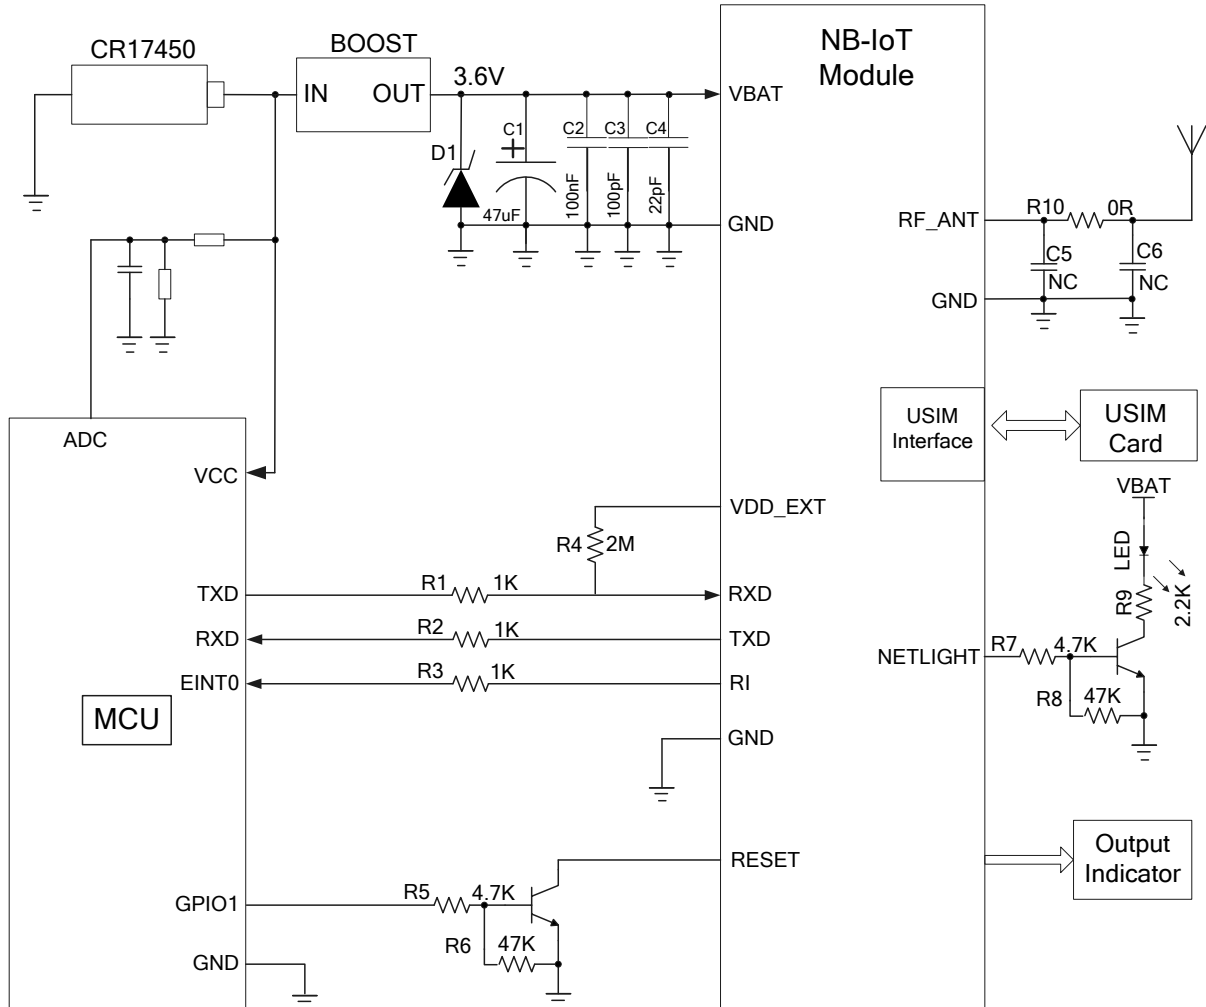 CR17450
BOOST
IN
OUT
3.6V
NB-IoT
Module
VBAT
C1
C2
C3
C4
D1
47uF
100nF
100pF
22pF
GND
RF_ANT
R10
0R
C5
NC
C6
NC
GND
ADC
VCC
USIM
Interface
USIM
Card
VBAT
VDD_EXT
R4
2M
LED
R9
2.2K
TXD
R1
1K
RXD
RXD
R2
1K
TXD
NETLIGHT
R7
4.7K
EINT0
R3
1K
RI
R8
47K
MCU
GND
RESET
Output
Indicator
GPIO1
R5
4.7K
R6
47K
GND